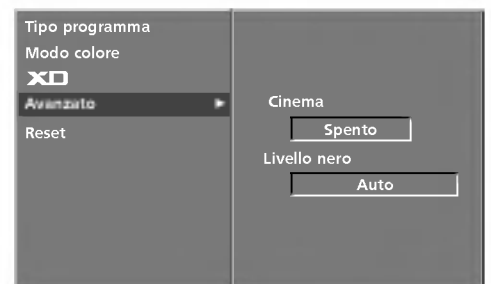 Tipo programma
Modo colore
XD
Avanzato
Reset
Cinema
Spento
Livello nero
Auto